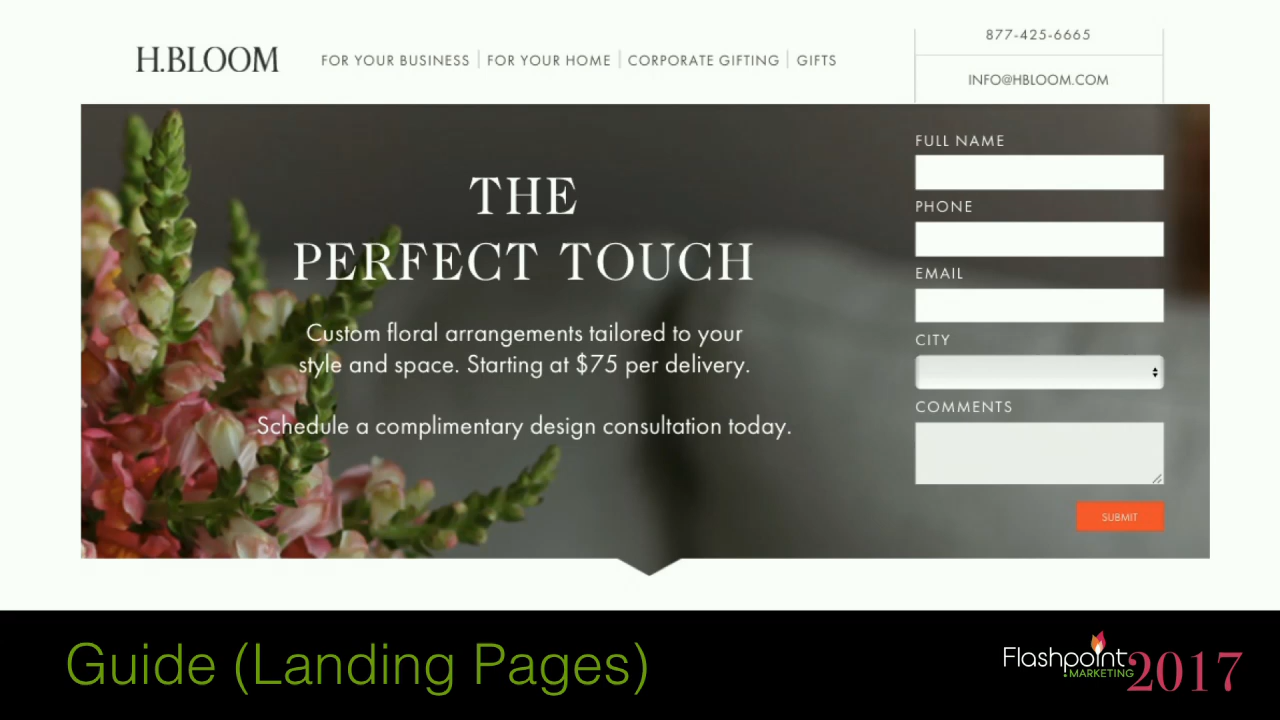 H.BLOOM
FOR YOUR BUSINESS
FOR YOUR HOME
CORPORATE GIFTING
GIFTS
877-425-6665
INFO@HBLOOM.COM
THE
PERFECT TOUCH
Custom floral arrangements tailored to your
style and space. Starting at $75 per delivery.
Schedule a complimentary design consultation today.
FULL NAME
PHONE
EMAIL
CITY
COMMENTS
SUBMIT
Guide (Landing Pages)
Flashpoint
MARKETING
2017